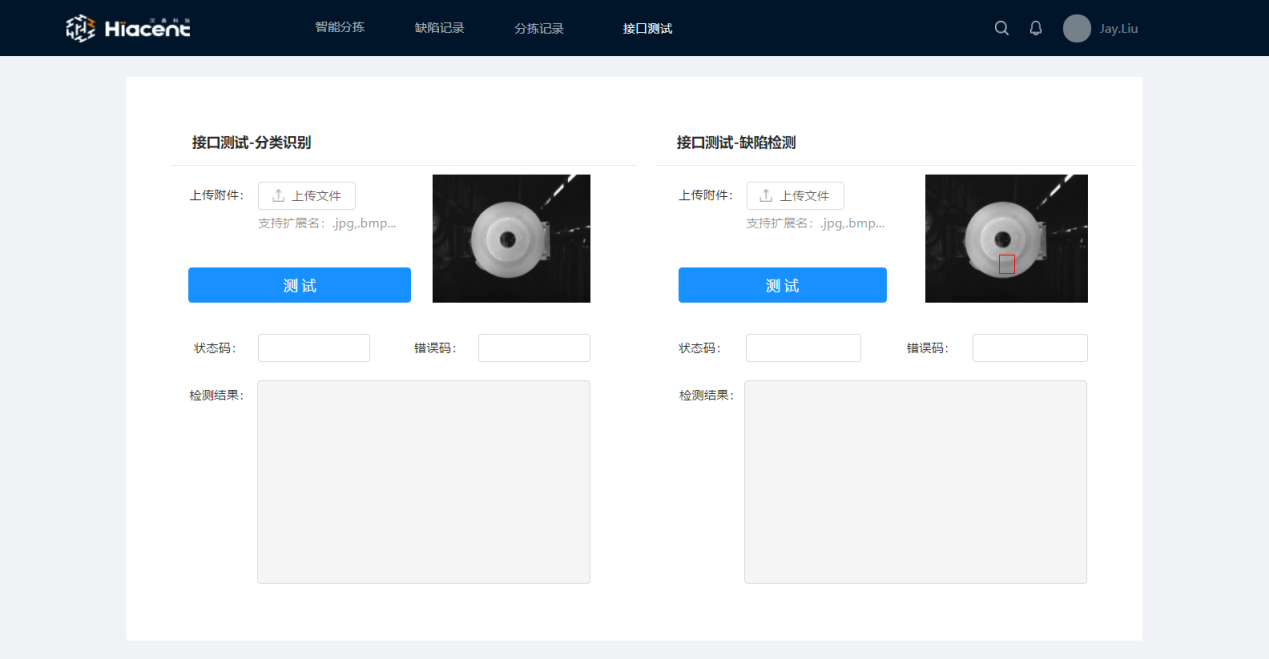 Hiacent
智能分拣
缺陷记录
分拣记录
接口测试
Jay.Liu
接口测试-分类识别
上传附件：
上传文件
支持扩展名：.jpg,.bmp...
测 试
状态码：
错误码：
检测结果：
接口测试-缺陷检测
上传附件：
上传文件
支持扩展名：.jpg,.bmp...
测 试
状态码：
错误码：
检测结果：